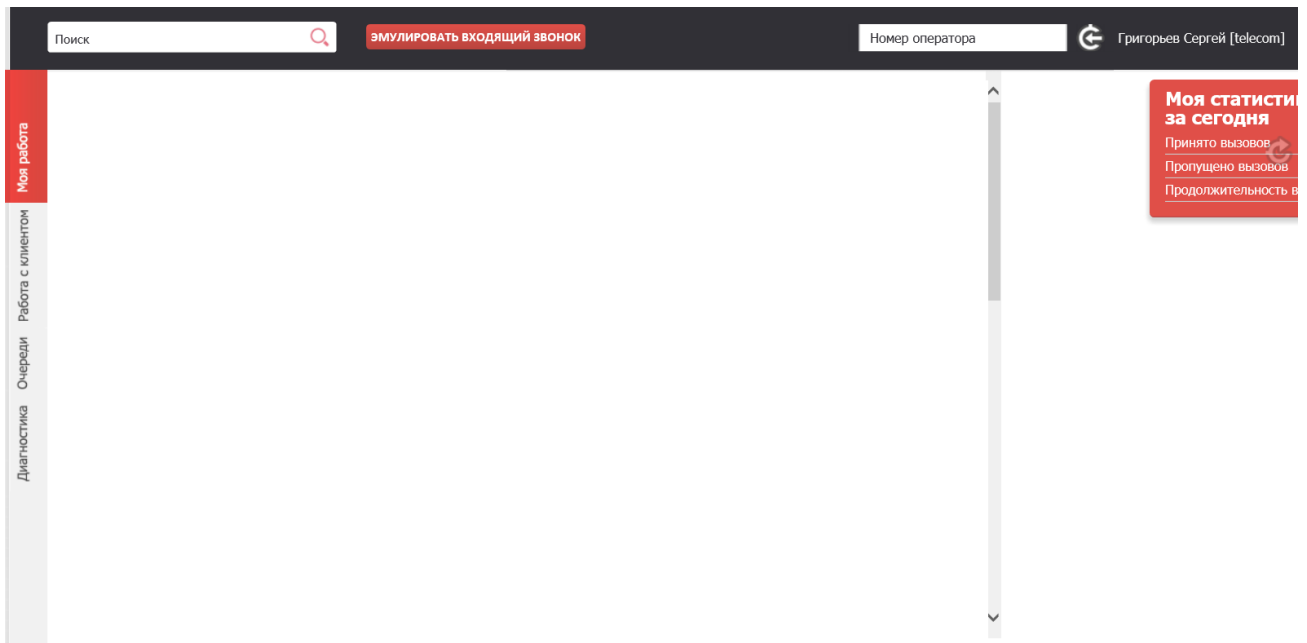 Поиск
ЭМУЛИРОВАТЬ ВХОДЯЩИЙ ЗВОНОК
Номер оператора
Григорьев Сергей [telecom]
Моя работа
Работа с клиентом
Очереди
Диагностика
Моя статисти
за сегодня
Принято вызовов
Пропущено вызовов
Продолжительность в